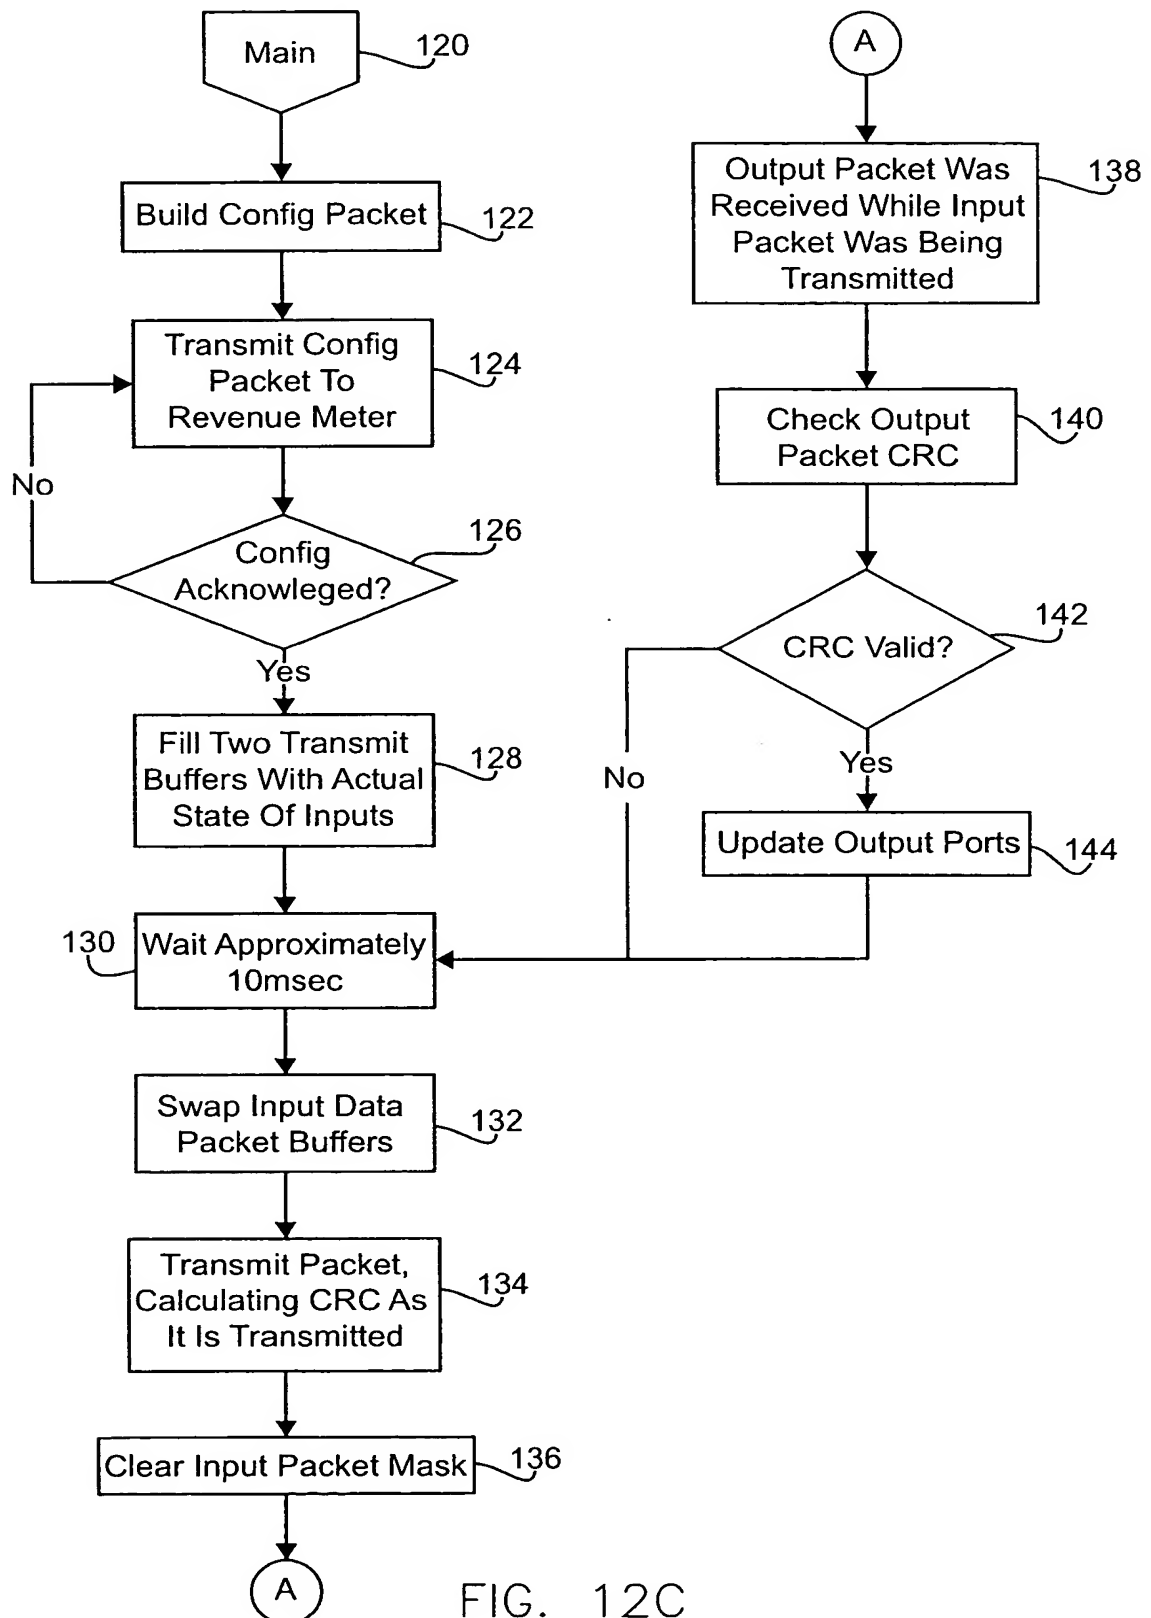 Main
120
Build Config Packet
122
Transmit Config
Packet To
Revenue Meter
124
No
Config
Acknowleged?
126
Yes
Fill Two Transmit
Buffers With Actual
State Of Inputs
128
130
Wait Approximately
10msec
Swap Input Data
Packet Buffers
132
Transmit Packet,
Calculating CRC As
It Is Transmitted
134
Clear Input Packet Mask
136
A
A
Output Packet Was
Received While Input
Packet Was Being
Transmitted
138
Check Output
Packet CRC
140
CRC Valid?
142
No
Yes
Update Output Ports
144
FIG. 12C